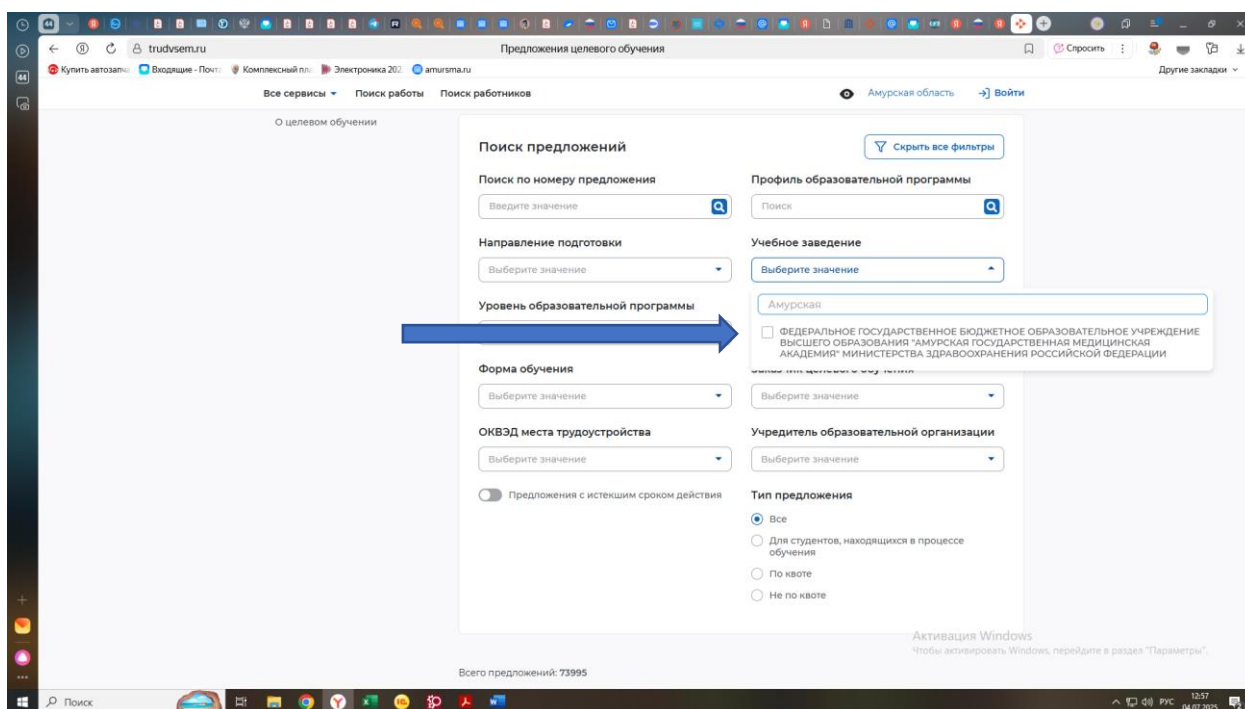 trudvsem.ru
Предложения целевого обучения
Спросить
44
Купить автозапча
Входящие - Почта
Комплексный пла
Электроника 202
amursma.ru
Другие закладки
Все сервисы
Поиск работы
Поиск работников
Амурская область
Войти
О целевом обучении
Поиск предложений
Скрыть все фильтры
Поиск по номеру предложения
Профиль образовательной программы
Введите значение
Поиск
Направление подготовки
Учебное заведение
Выберите значение
Выберите значение
Уровень образовательной программы
Амурская
ФЕДЕРАЛЬНОЕ ГОСУДАРСТВЕННОЕ БЮДЖЕТНОЕ ОБРАЗОВАТЕЛЬНОЕ УЧРЕЖДЕНИЕ
ВЫСШЕГО ОБРАЗОВАНИЯ "АМУРСКАЯ ГОСУДАРСТВЕННАЯ МЕДИЦИНСКАЯ
АКАДЕМИЯ" МИНИСТЕРСТВА ЗДРАВООХРАНЕНИЯ РОССИЙСКОЙ ФЕДЕРАЦИИ
Форма обучения
Заказчик целевого обучения
Выберите значение
Выберите значение
ОКВЭД места трудоустройства
Учредитель образовательной организации
Выберите значение
Выберите значение
Предложения с истекшим сроком действия
Тип предложения
Все
Для студентов, находящихся в процессе
обучения
По квоте
Не по квоте
Активация Windows
Чтобы активировать Windows, перейдите в раздел "Параметры".
Всего предложений: 73995
Поиск
РУС
12:57
04.07.2025